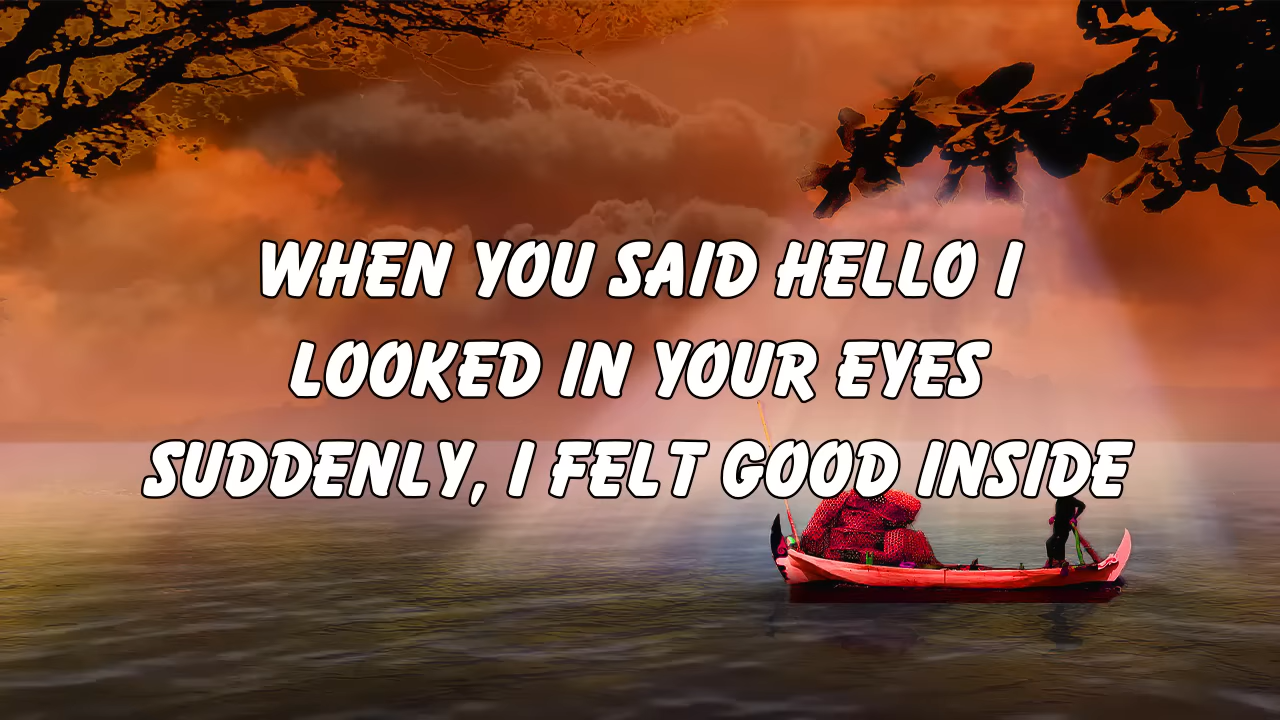 WHEN YOU SAID HELLO I
LOOKED IN YOUR EYES
SUDDENLY, I FELT GOOD INSIDE